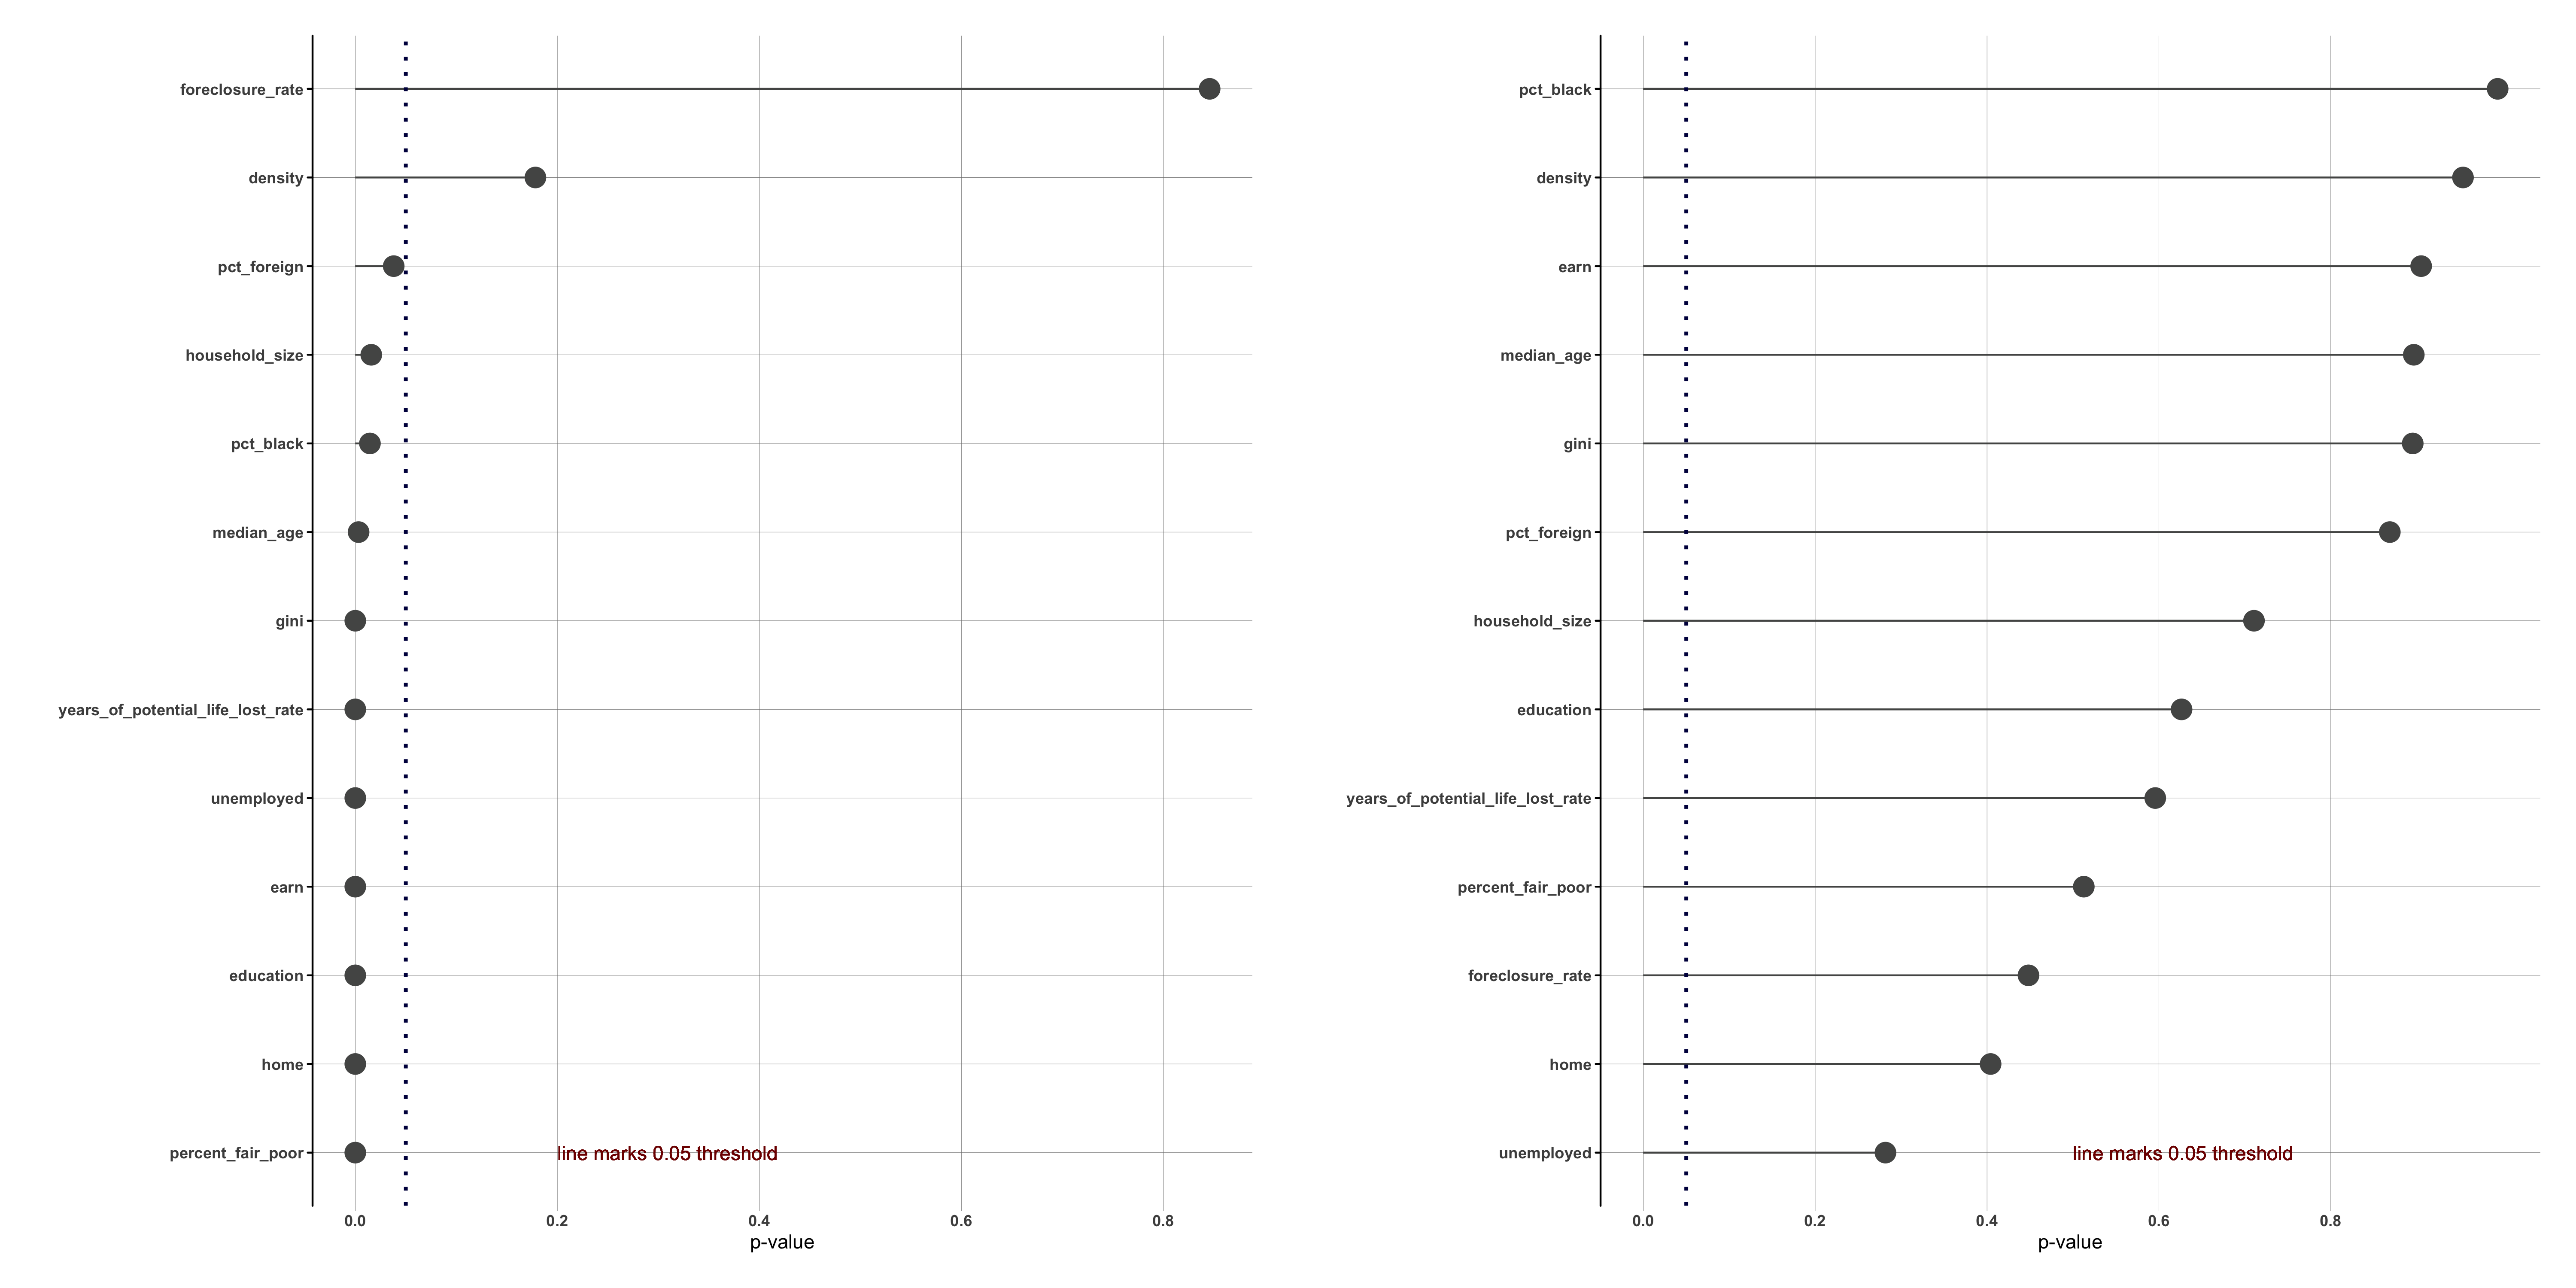 foreclosure_rate
density
pct_foreign
household_size
pct_black
median_age
gini
years_of_potential_life_lost_rate
unemployed
earn
education
home
percent_fair_poor
line marks 0.05 threshold
0.0 0.2 0.4 0.6 0.8
p-value
pct_black
density
earn
median_age
gini
pct_foreign
household_size
education
years_of_potential_life_lost_rate
percent_fair_poor
foreclosure_rate
home
unemployed
line marks 0.05 threshold
0.0 0.2 0.4 0.6 0.8
p-value